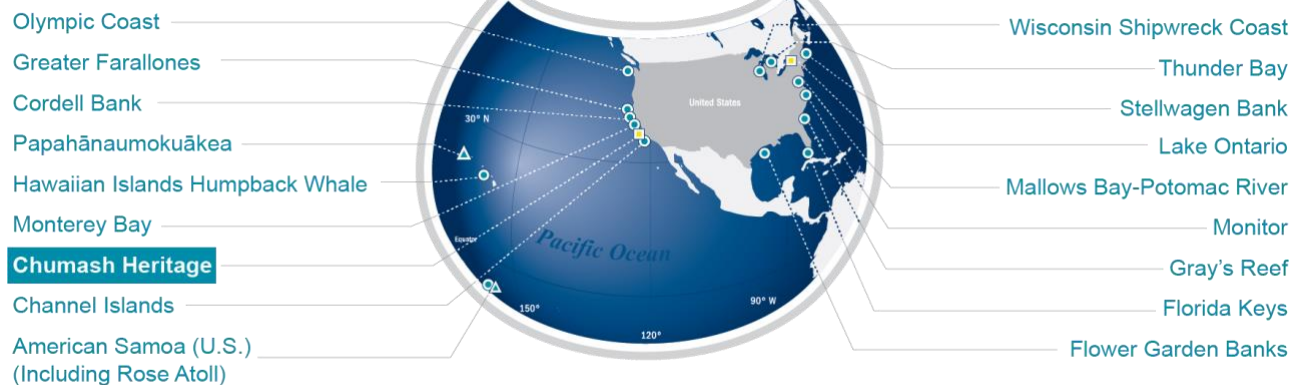 Olympic Coast
Greater Farallones
Cordell Bank
Papahānaumokuākea
Hawaiian Islands Humpback Whale
Monterey Bay
Chumash Heritage
Channel Islands
American Samoa (U.S.)
(Including Rose Atoll)
United States
30° N
Equator
Pacific Ocean
150°
120°
90° W
Wisconsin Shipwreck Coast
Thunder Bay
Stellwagen Bank
Lake Ontario
Mallows Bay-Potomac River
Monitor
Gray's Reef
Florida Keys
Flower Garden Banks